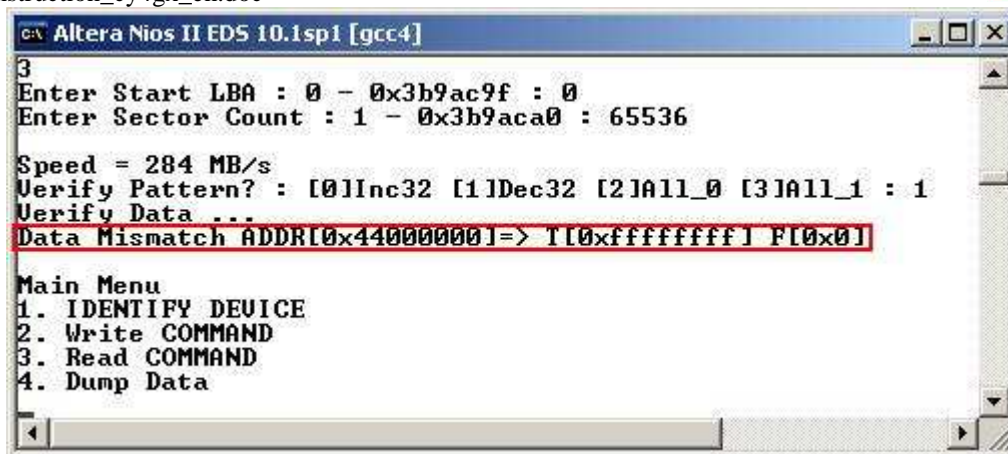 struction_cy4gx_en.doc
Altera Nios II EDS 10.1sp1 [gcc4]
3
Enter Start LBA : 0 - 0x3b9ac9f : 0
Enter Sector Count : 1 - 0x3b9aca0 : 65536
Speed = 284 MB/s
Verify Pattern? : [0]Inc32 [1]Dec32 [2]All_0 [3]All_1 : 1
Verify Data ...
Data Mismatch ADDR[0x44000000]=> T[0xffffffff] F[0x0]
Main Menu
1. IDENTIFY DEVICE
2. Write COMMAND
3. Read COMMAND
4. Dump Data